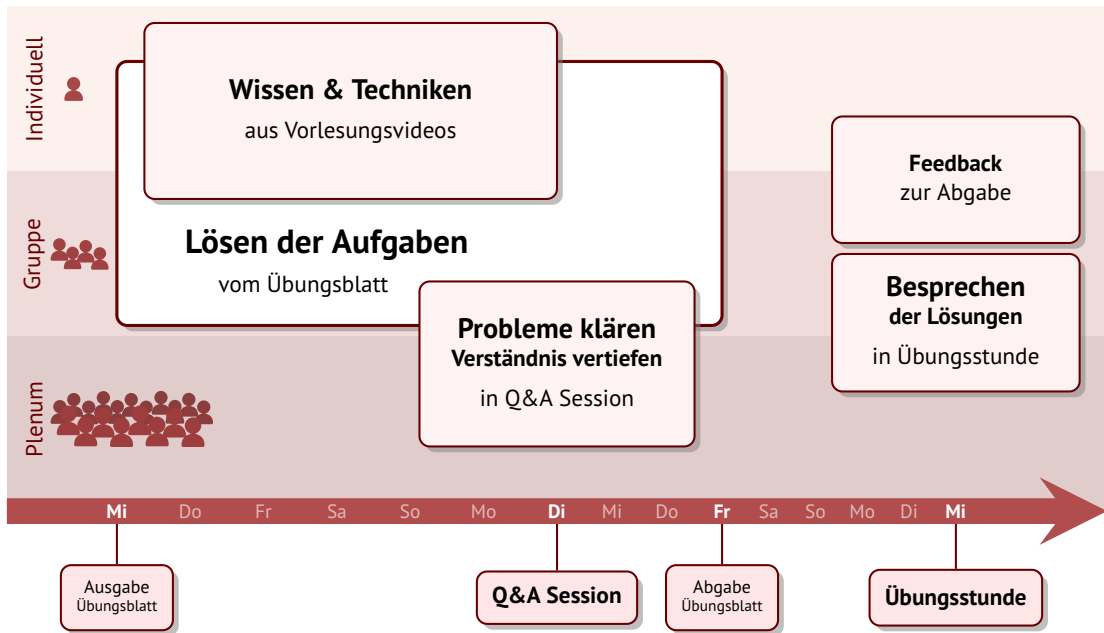 Individuell
Wissen & Techniken
aus Vorlesungsvideos
Feedback
zur Abgabe
Gruppe
Lösen der Aufgaben
vom Übungsblatt
Besprechen
der Lösungen
in Übungsstunde
Probleme klären
Verständnis vertiefen
in Q&A Session
Plenum
Mi Do Fr Sa So Mo Di Mi Do Fr Sa So Mo Di Mi
Ausgabe
Übungsblatt
Q&A Session
Abgabe
Übungsblatt
Übungsstunde